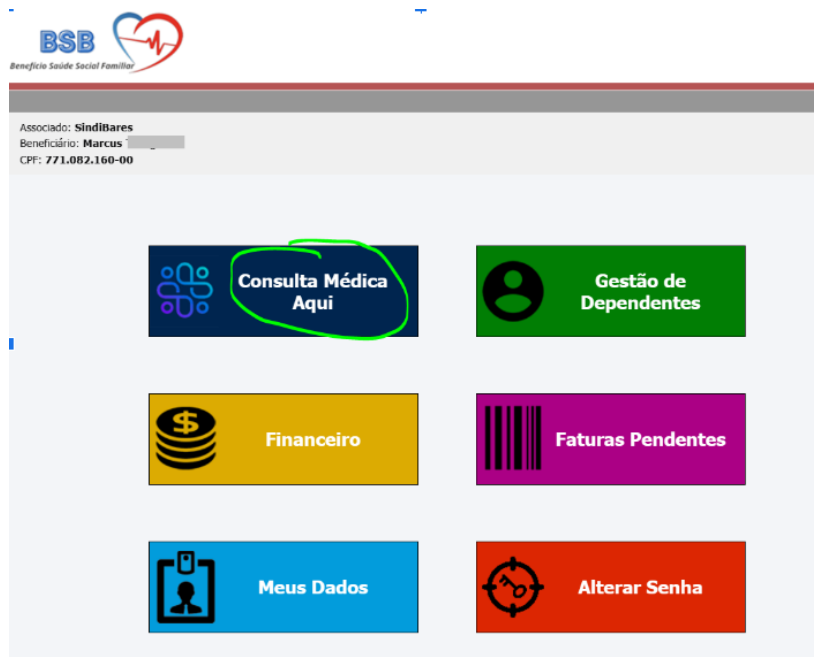 BSB
Benefício Saúde Social Familiar
Associado: SindiBares
Beneficiário: Marcus
CPF: 771.082.160-00
Consulta Médica
Aqui
Gestão de
Dependentes
Financeiro
Faturas Pendentes
Meus Dados
Alterar Senha